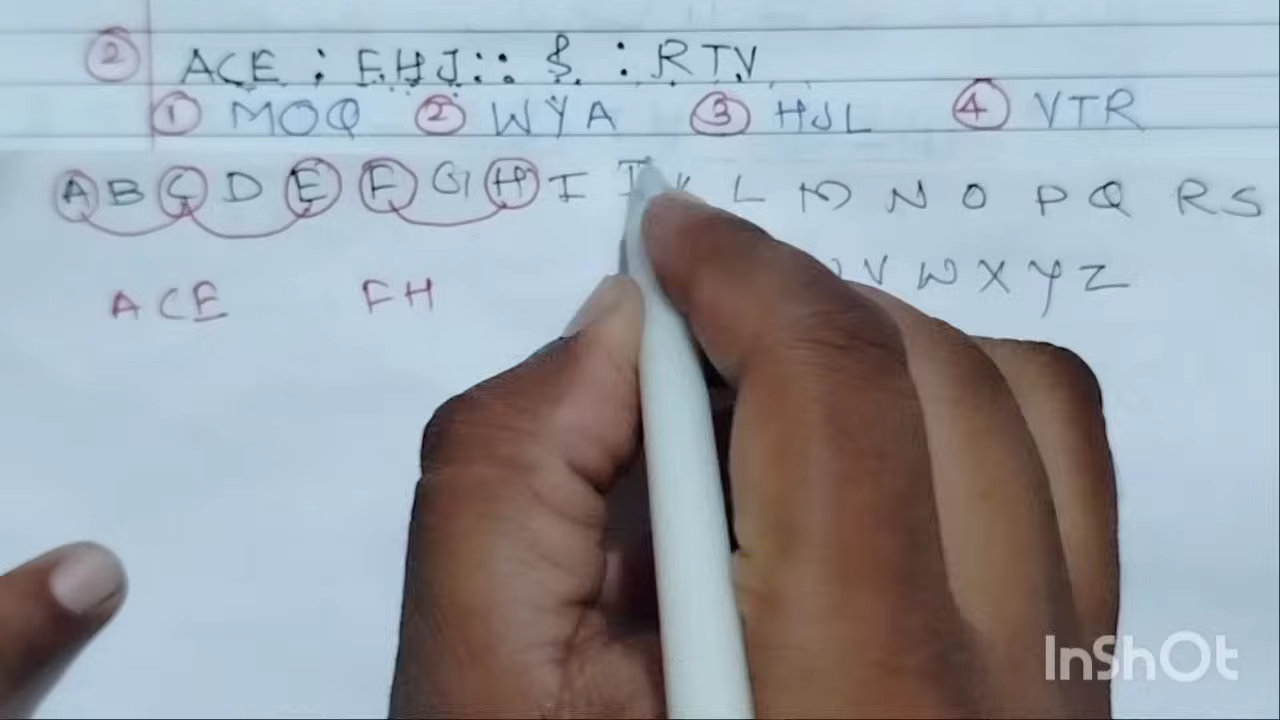 ② ACE : FHJ :: ? : RTV
① MOQ ② WYA ③ HJL ④ VTR
A B C D E F G H I J K L M N O P Q R S
V W X Y Z
ACE FH
InShOt